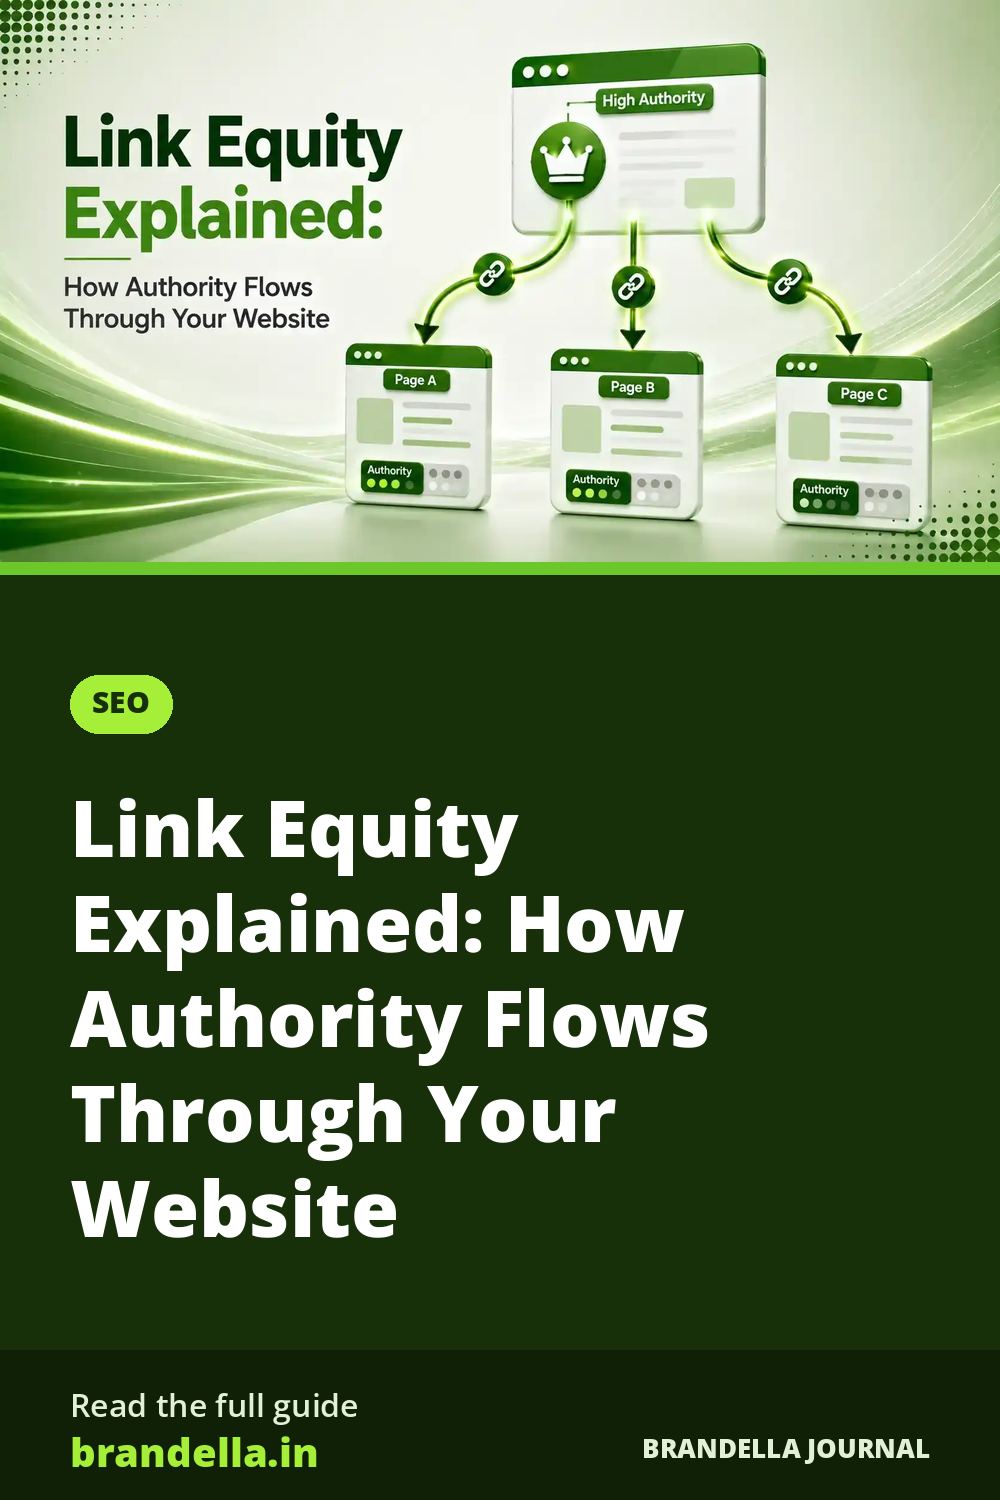 Link Equity
Explained:
How Authority Flows
Through Your Website
High Authority
Page A
Authority
Page B
Authority
Page C
Authority
SEO
Link Equity
Explained: How
Authority Flows
Through Your
Website
Read the full guide
brandella.in
BRANDELLA JOURNAL